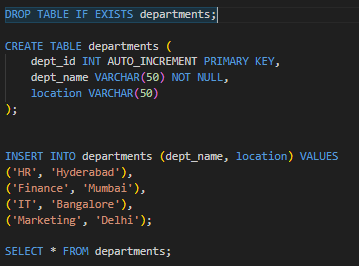 DROP TABLE IF EXISTS departments;
CREATE TABLE departments (
    dept_id INT AUTO_INCREMENT PRIMARY KEY,
    dept_name VARCHAR(50) NOT NULL,
    location VARCHAR(50)
);
INSERT INTO departments (dept_name, location) VALUES
('HR', 'Hyderabad'),
('Finance', 'Mumbai'),
('IT', 'Bangalore'),
('Marketing', 'Delhi');
SELECT * FROM departments;